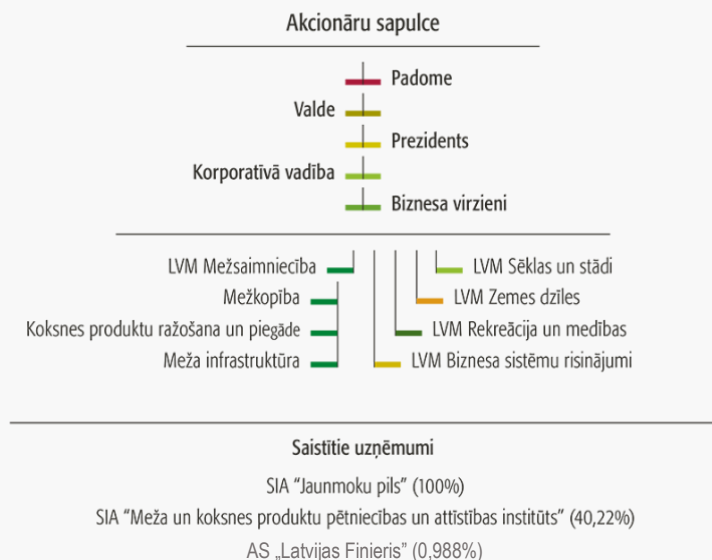 Akcionāru sapulce
Padome
Valde
Prezidents
Korporatīvā vadība
Biznesa virzieni
LVM Mežsaimniecība
Mežkopība
Koksnes produktu ražošana un piegāde
Meža infrastruktūra
LVM Sēklas un stādi
LVM Zemes dzīles
LVM Rekreācija un medības
LVM Biznesa sistēmu risinājumi
Saistītie uzņēmumi
SIA “Jaunmoku pils” (100%)
SIA “Meža un koksnes produktu pētniecības un attīstības institūts” (40,22%)
AS „Latvijas Finieris” (0,988%)